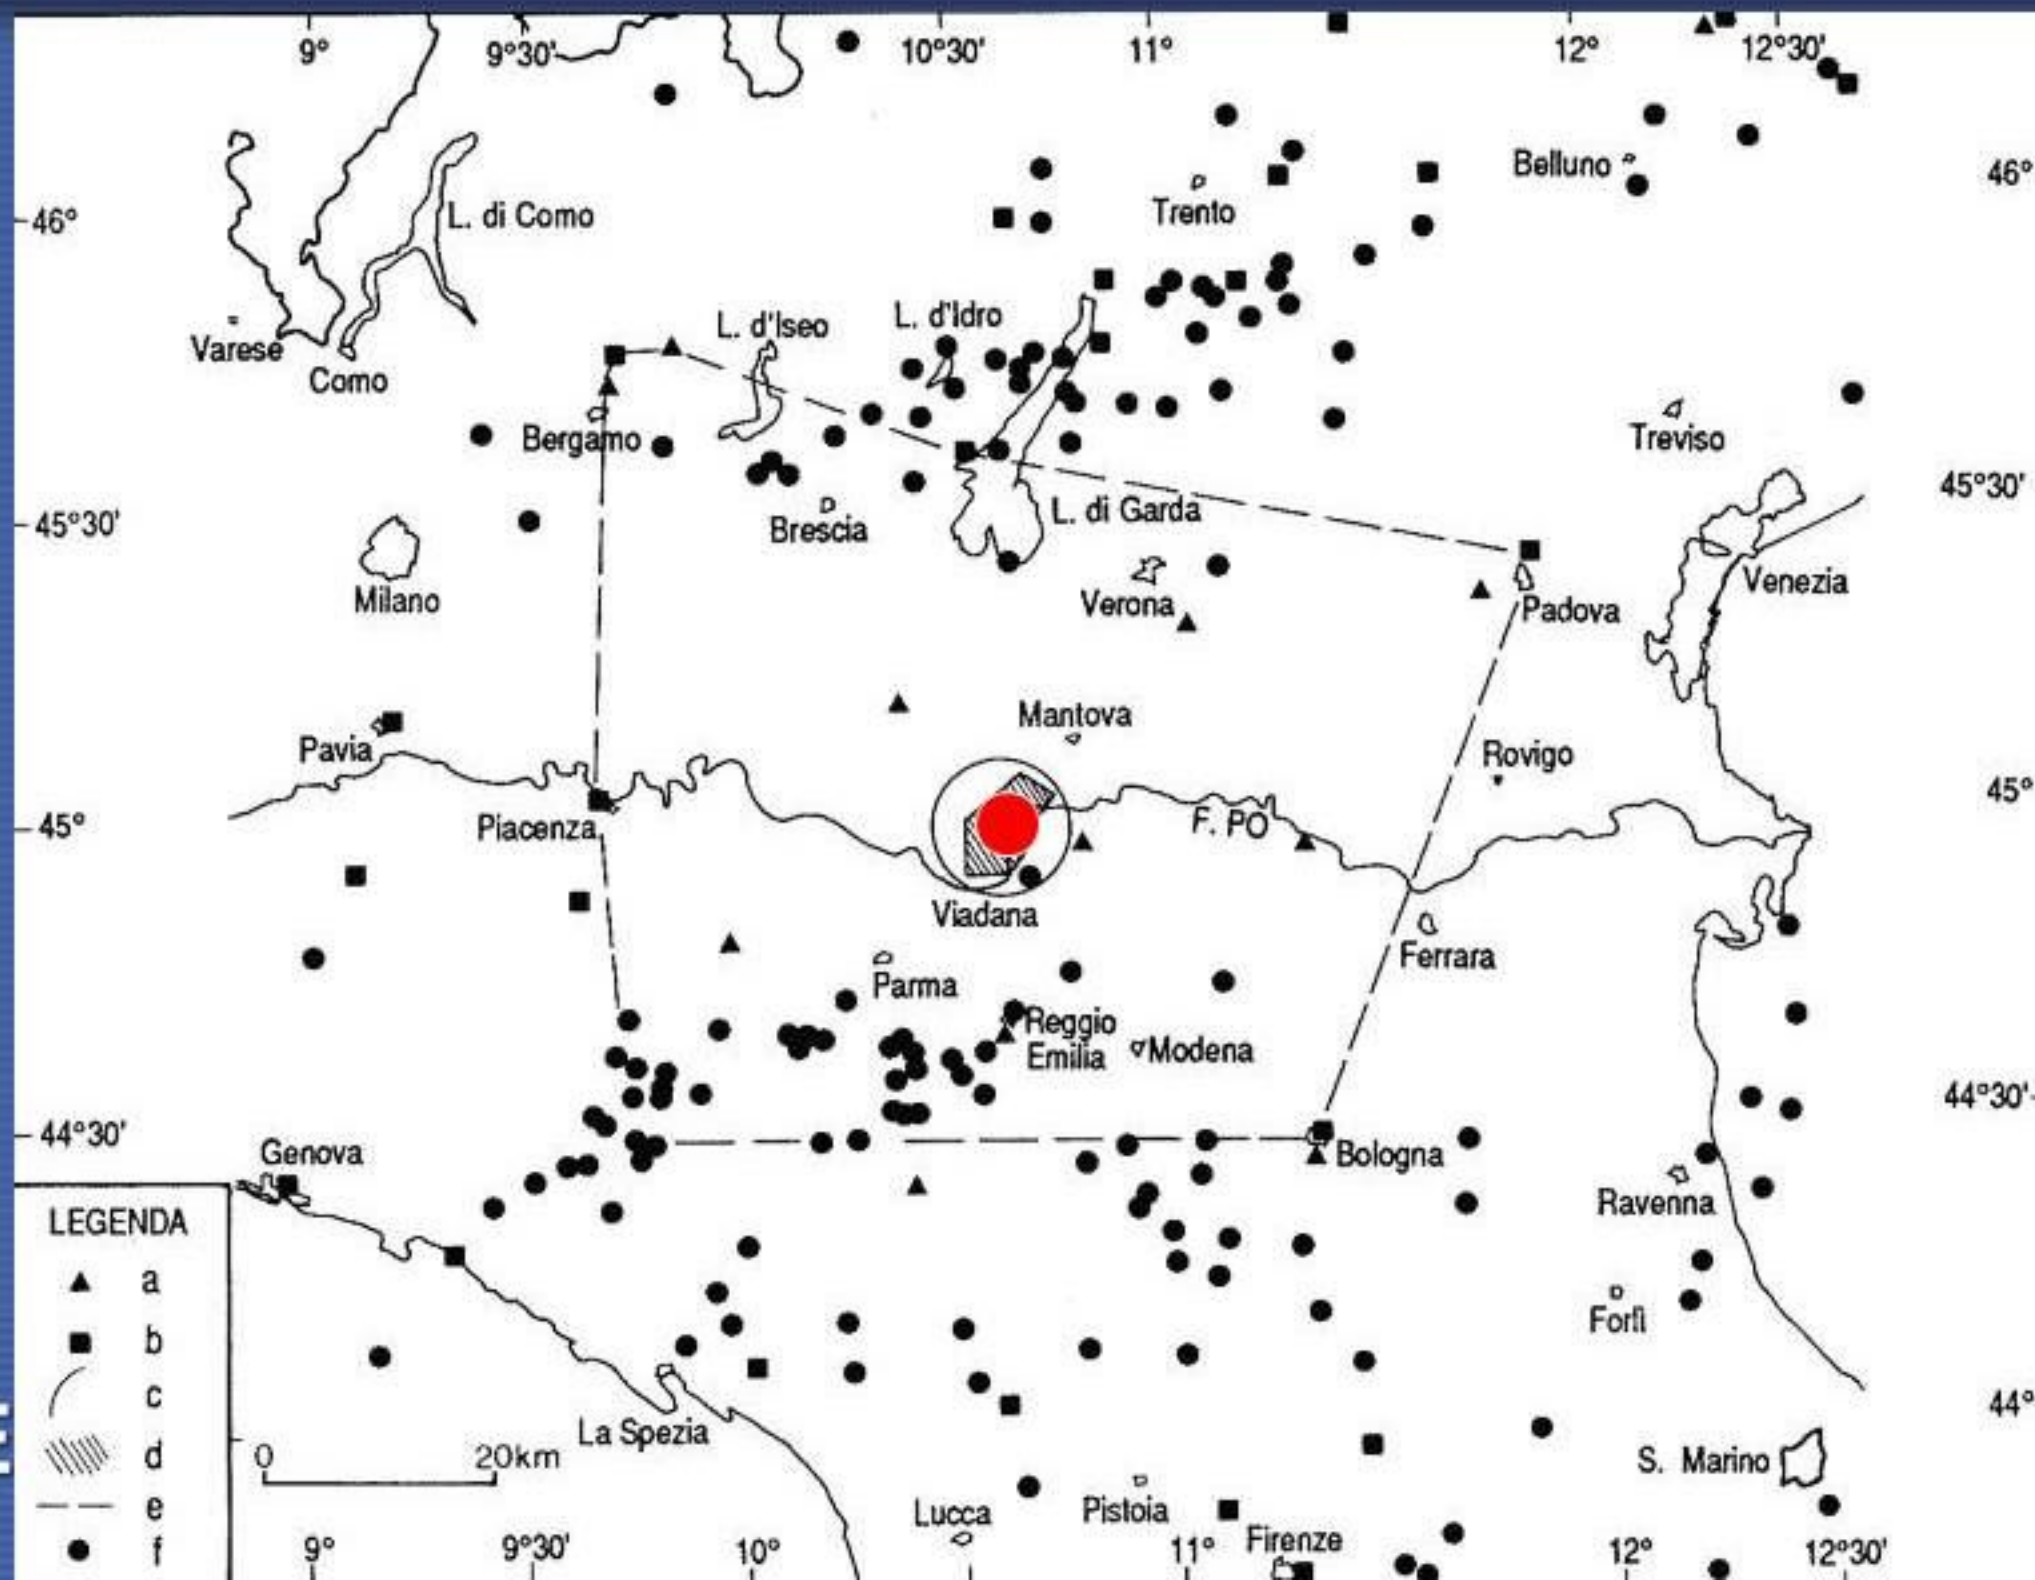 9° 9°30' 10°30' 11° 12° 12°30'
Belluno
46°
Trento
46°
L. di Como
L. d'Iseo
L. d'Idro
Varese
Como
Bergamo
Treviso
45°30'
L. di Garda
45°30'
Brescia
Milano
Venezia
Verona
Padova
Mantova
Pavia
Rovigo
45°
F. PO
45°
Piacenza
Viadana
Ferrara
Parma
Reggio
Emilia
Modena
44°30'
44°30'
Genova
Bologna
Ravenna
LEGENDA
a
b
c
d
e
f
Forlì
44°
La Spezia
0 20km
S. Marino
Lucca
Pistoia
Firenze
9° 9°30' 10° 11° 12° 12°30'